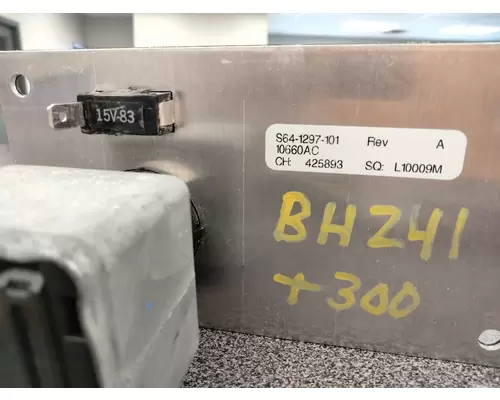 15V-83
S64-1297-101 Rev A
10660AC
CH: 425893 SQ: L10009M
BH241
+300